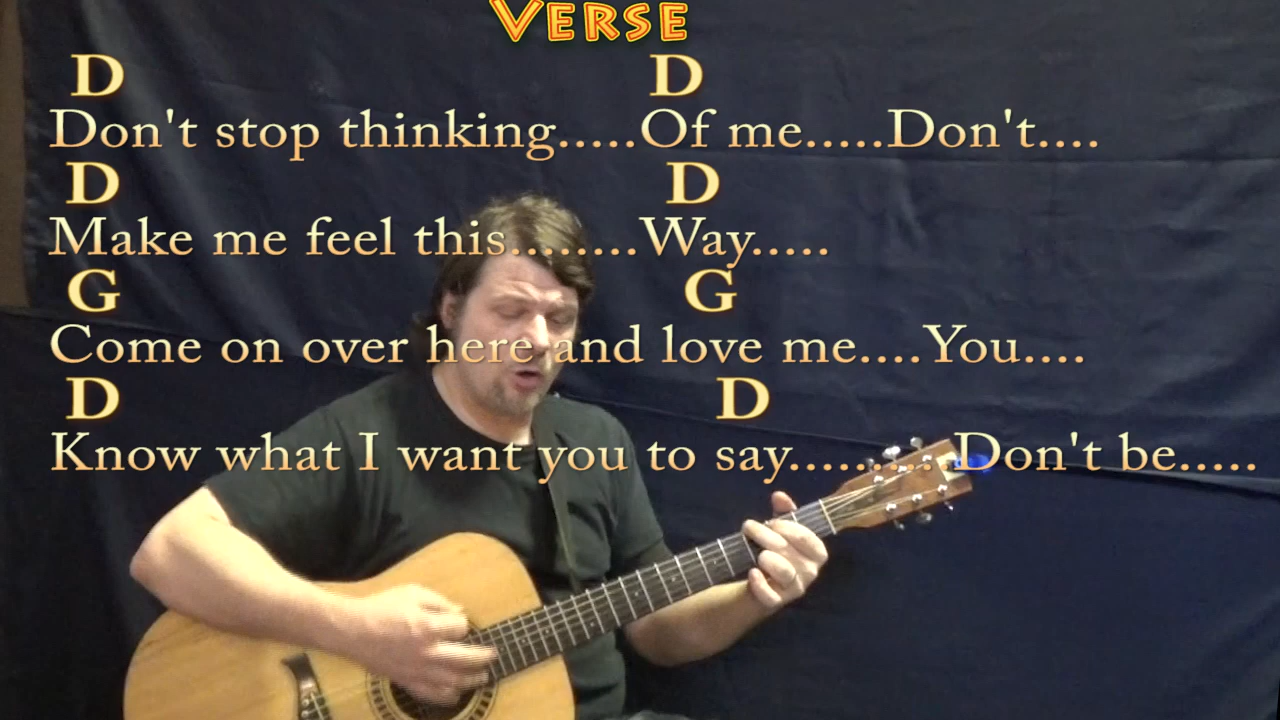 VERSE
D D
Don't stop thinking.....Of me.....Don't....
D D
Make me feel this........Way.....
G G
Come on over here and love me....You....
D D
Know what I want you to say..........Don't be.....